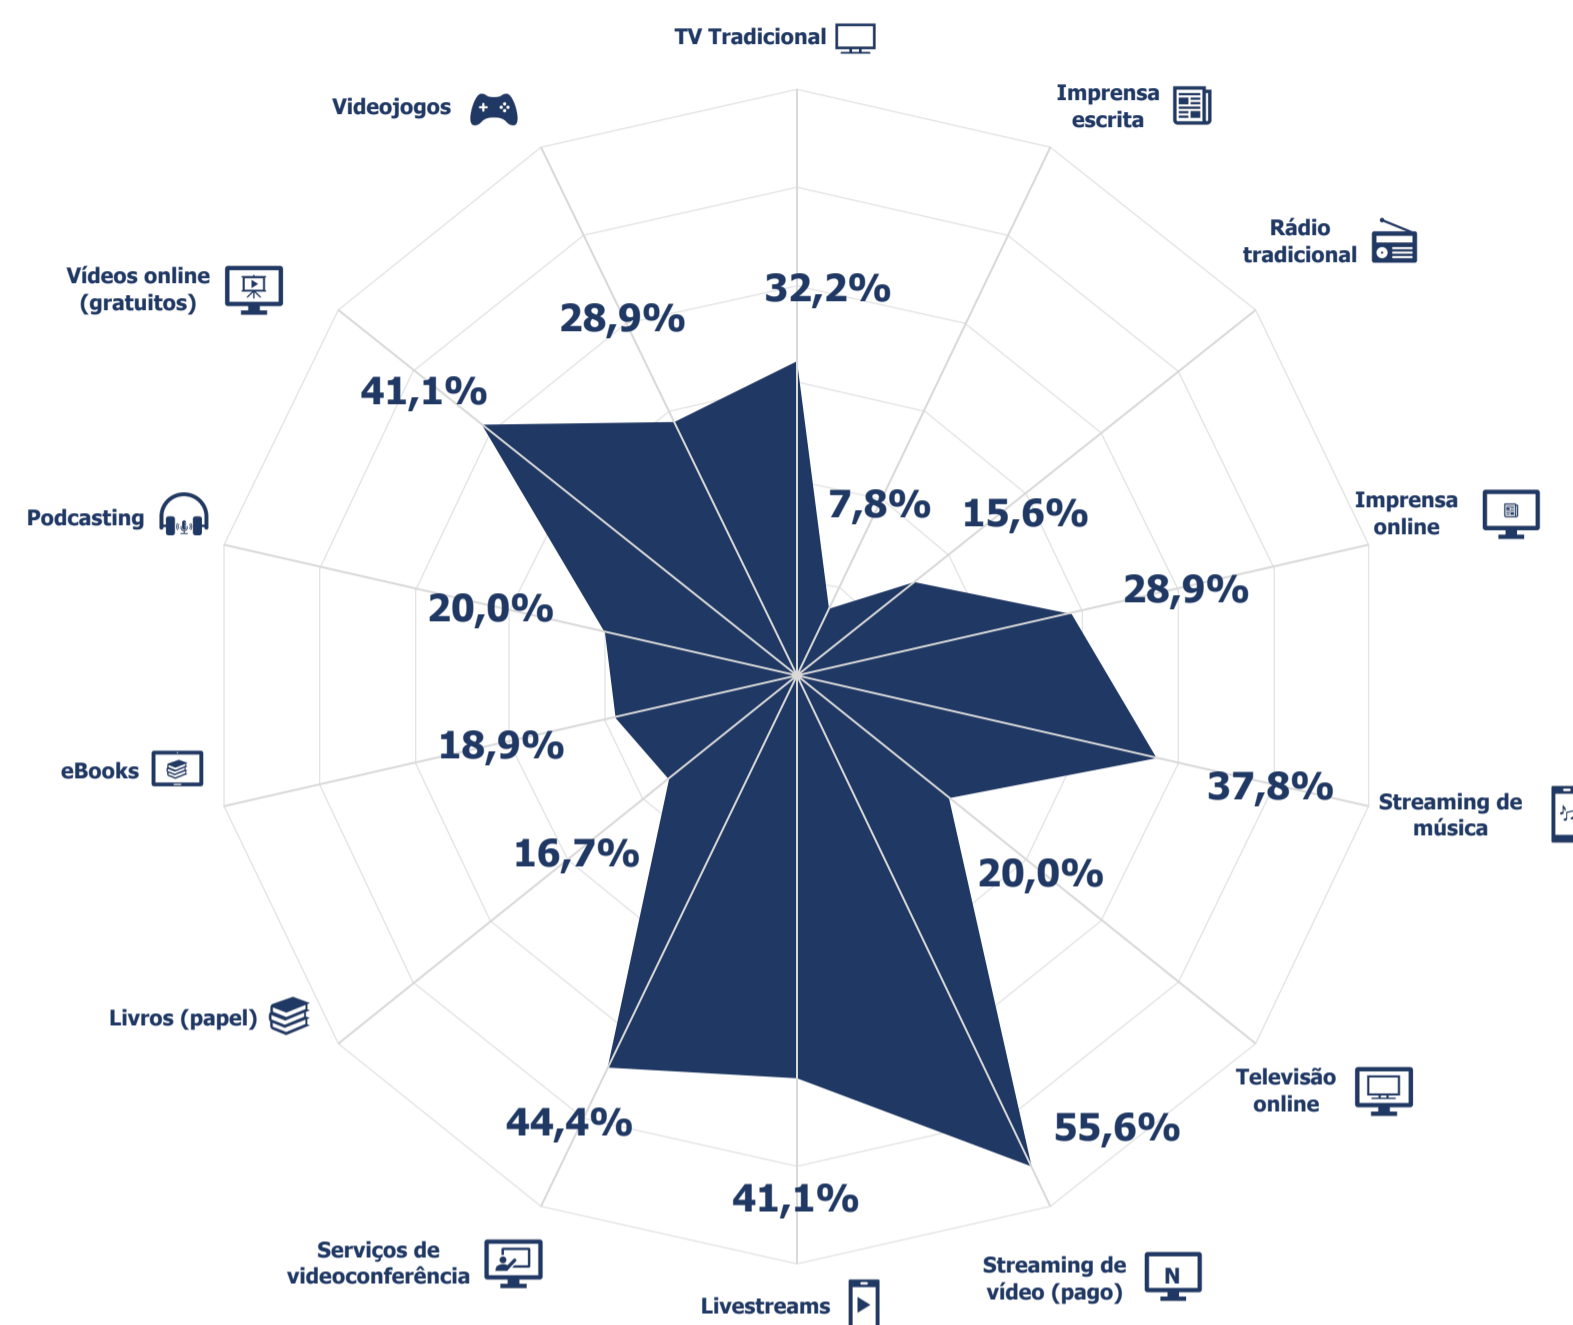 TV Tradicional
Videojogos
Imprensa
escrita
Rádio
tradicional
Vídeos online
(gratuitos)
32,2%
28,9%
41,1%
7,8%
15,6%
Imprensa
online
Podcasting
28,9%
20,0%
18,9%
eBooks
37,8%
Streaming de
música
16,7%
20,0%
Livros (papel)
Televisão
online
44,4%
55,6%
41,1%
Serviços de
videoconferência
Streaming de
vídeo (pago)
N
Livestreams